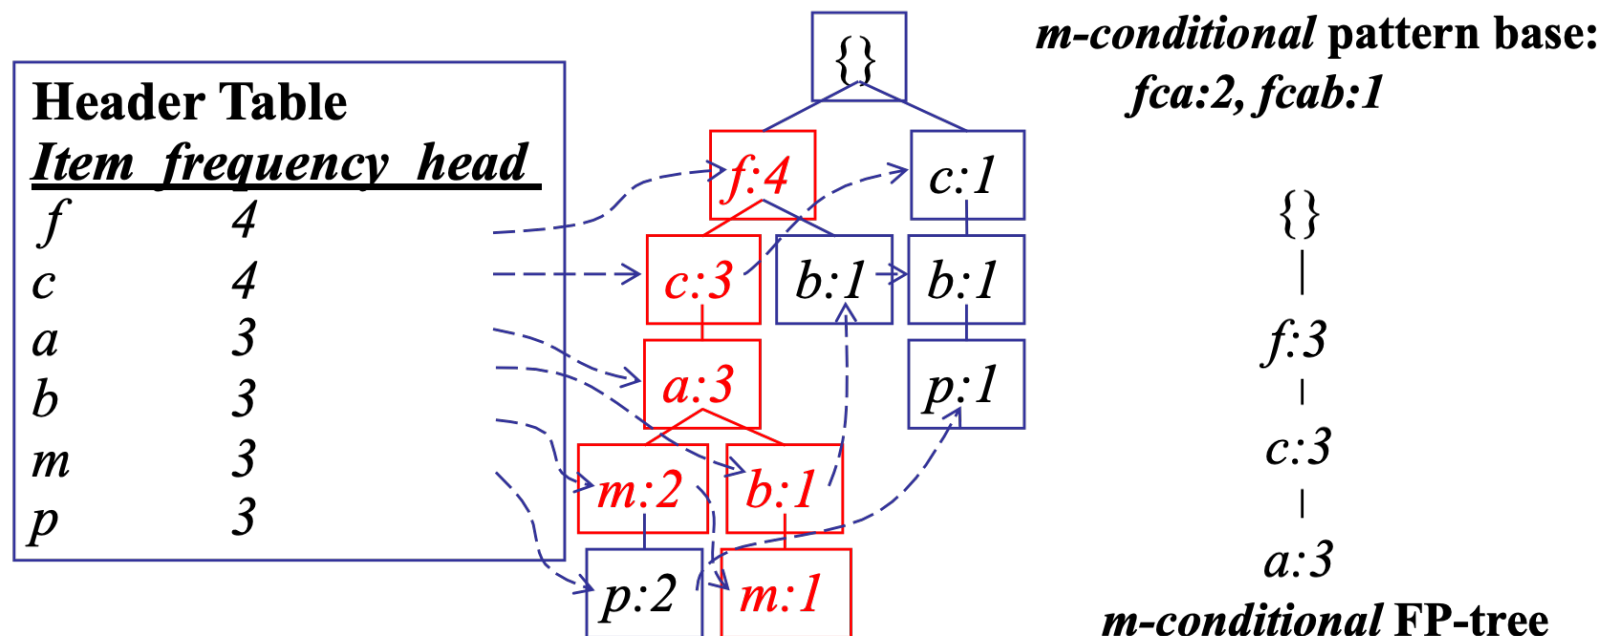 Header Table
Item frequency head
f 4
c 4
a 3
b 3
m 3
p 3
{}
f:4 c:1
c:3 b:1 b:1
a:3 p:1
m:2 b:1
p:2 m:1
m-conditional pattern base:
fca:2, fcab:1
{}
f:3
c:3
a:3
m-conditional FP-tree